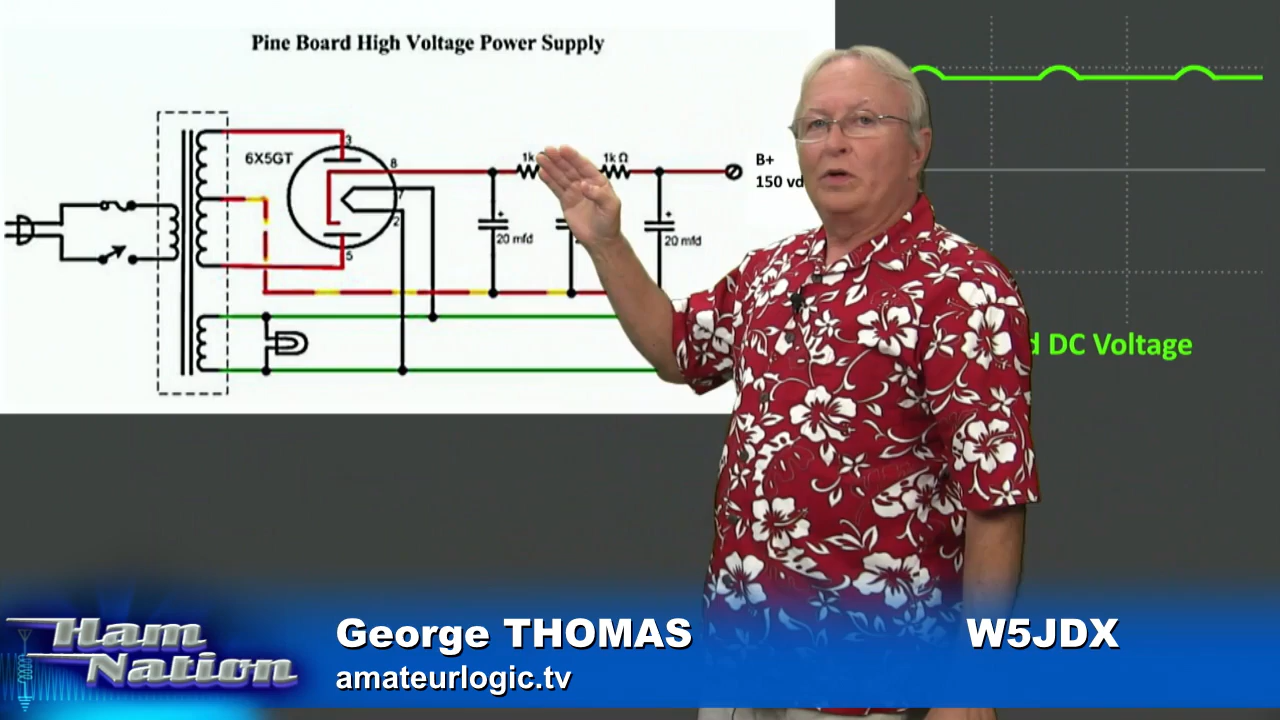 Pine Board High Voltage Power Supply
6X5GT
3
8
7
2
5
1k
1k Ω
B+
150 vd
20 mfd
20 mfd
DC Voltage
Ham
Nation
George THOMAS
W5JDX
amateurlogic.tv